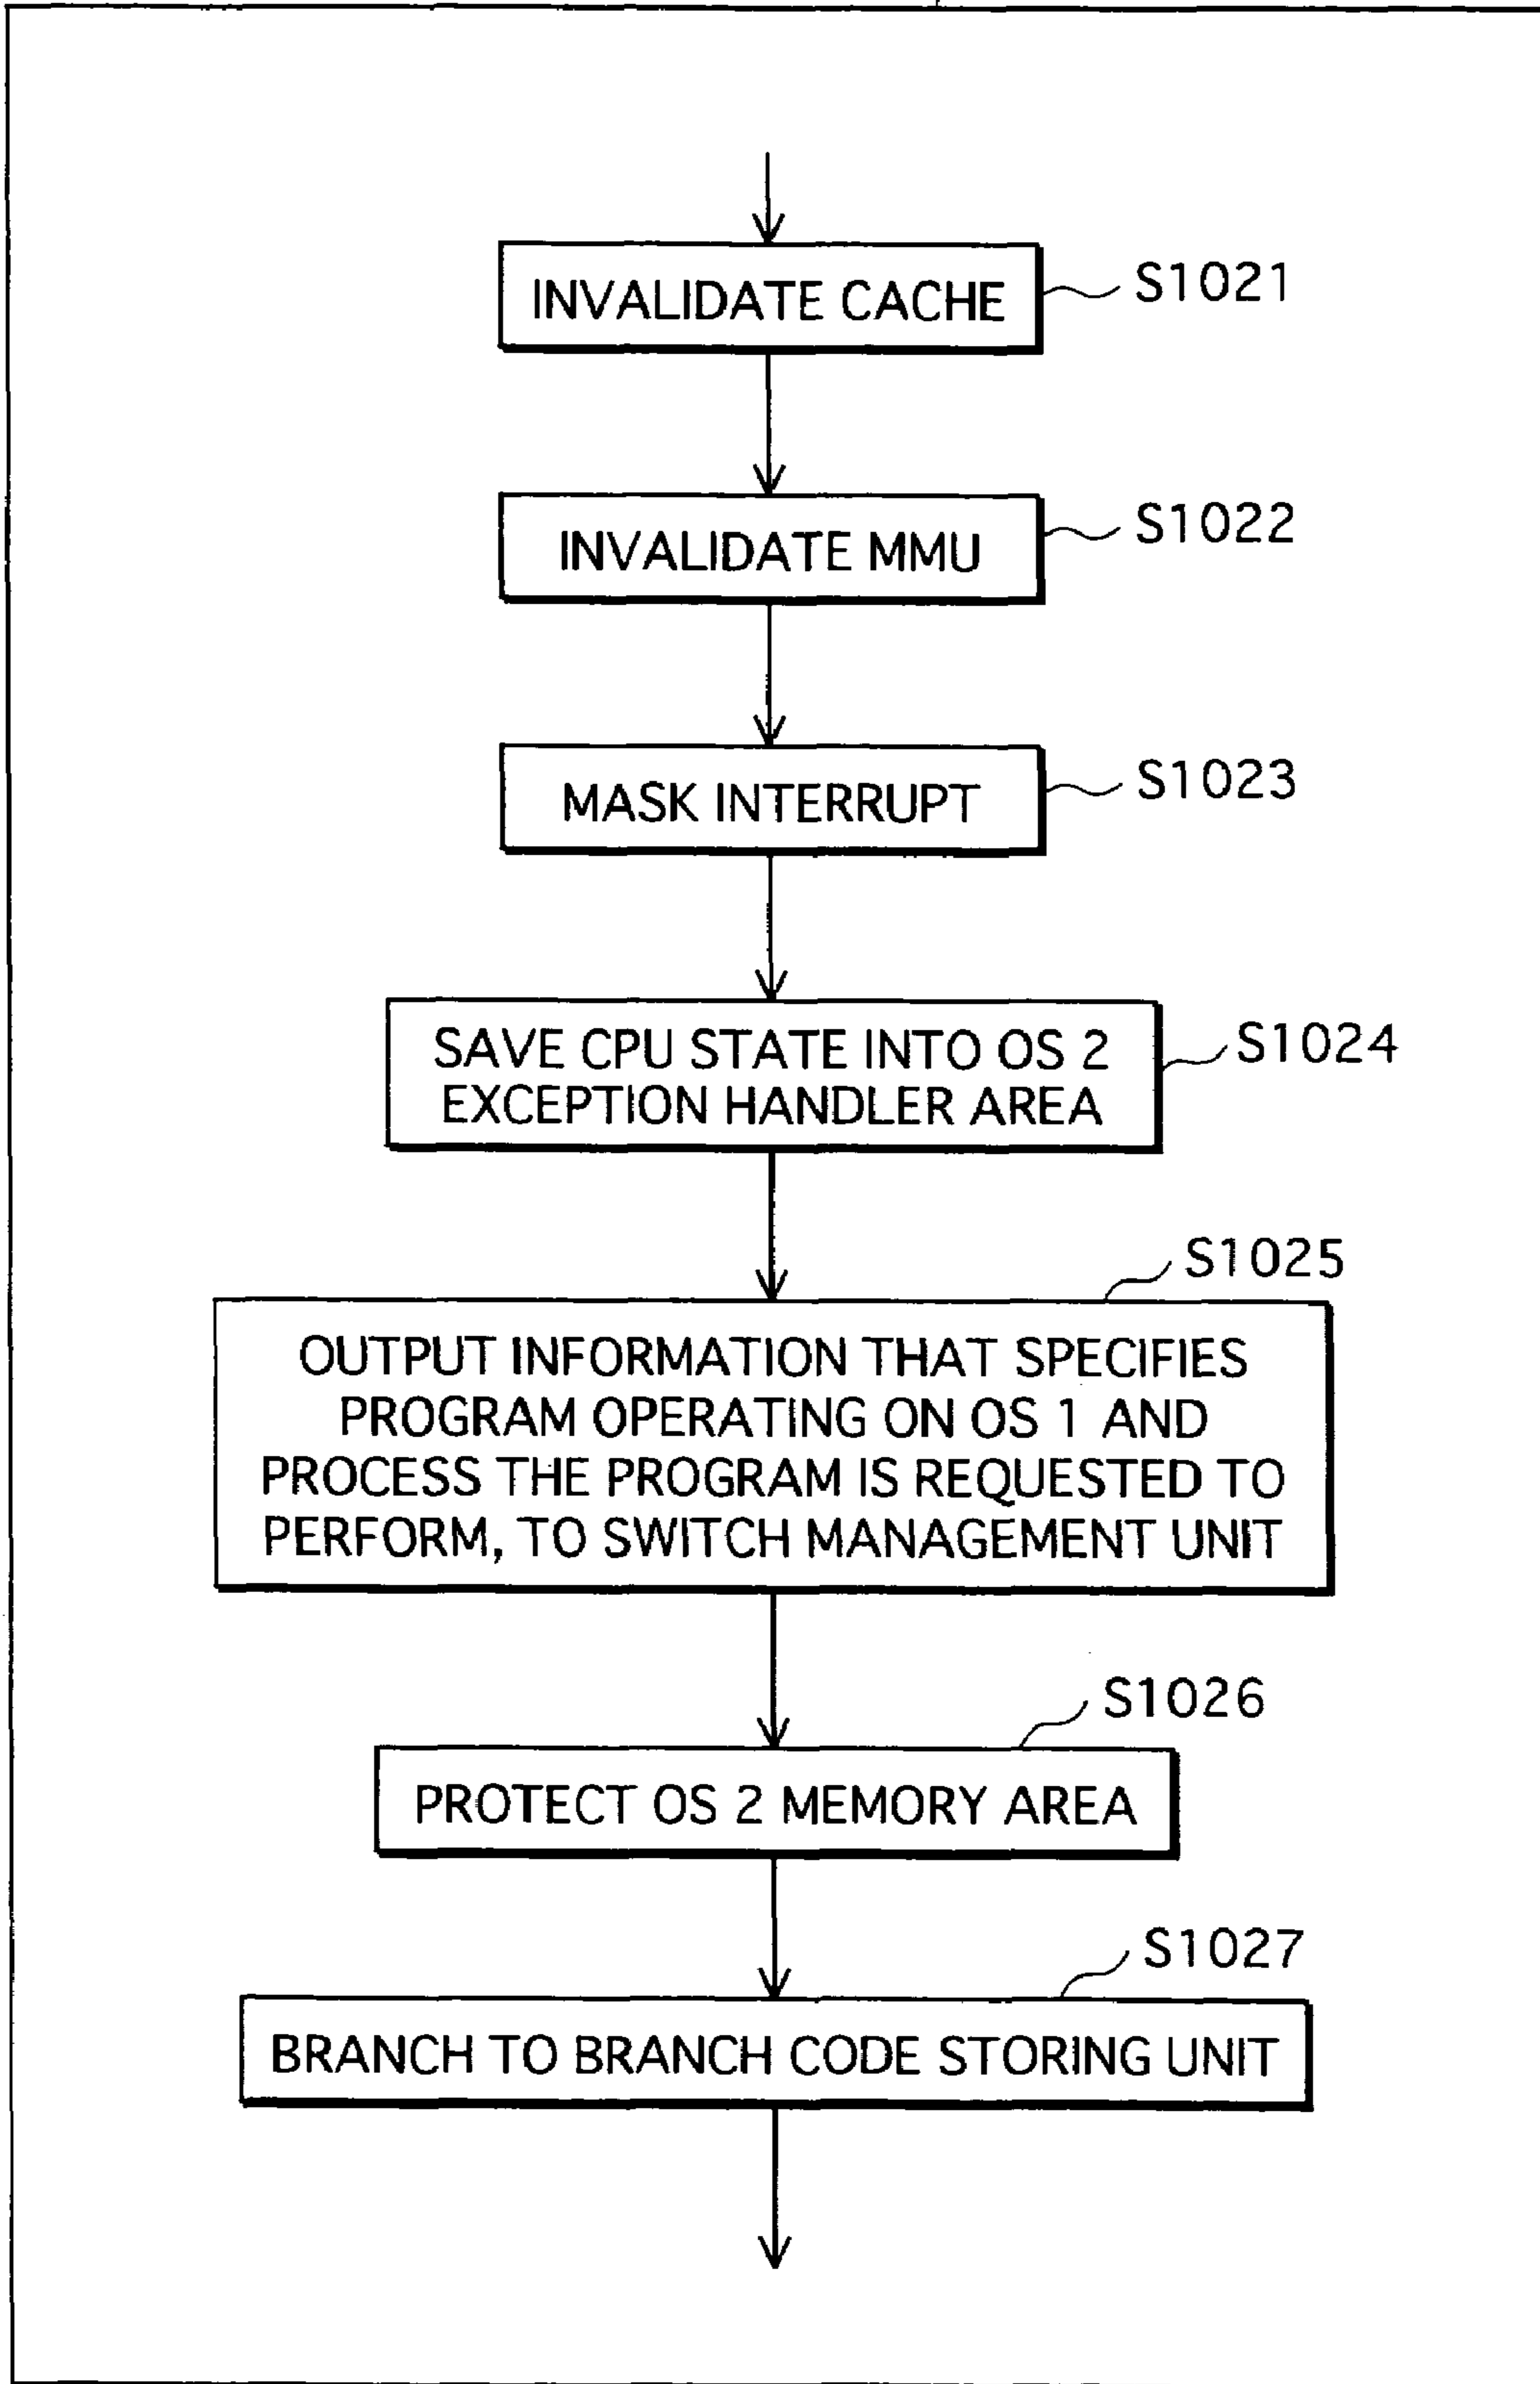 INVALIDATE CACHE
S1021
INVALIDATE MMU
S1022
MASK INTERRUPT
S1023
SAVE CPU STATE INTO OS 2
EXCEPTION HANDLER AREA
S1024
S1025
OUTPUT INFORMATION THAT SPECIFIES
PROGRAM OPERATING ON OS 1 AND
PROCESS THE PROGRAM IS REQUESTED TO
PERFORM, TO SWITCH MANAGEMENT UNIT
S1026
PROTECT OS 2 MEMORY AREA
S1027
BRANCH TO BRANCH CODE STORING UNIT